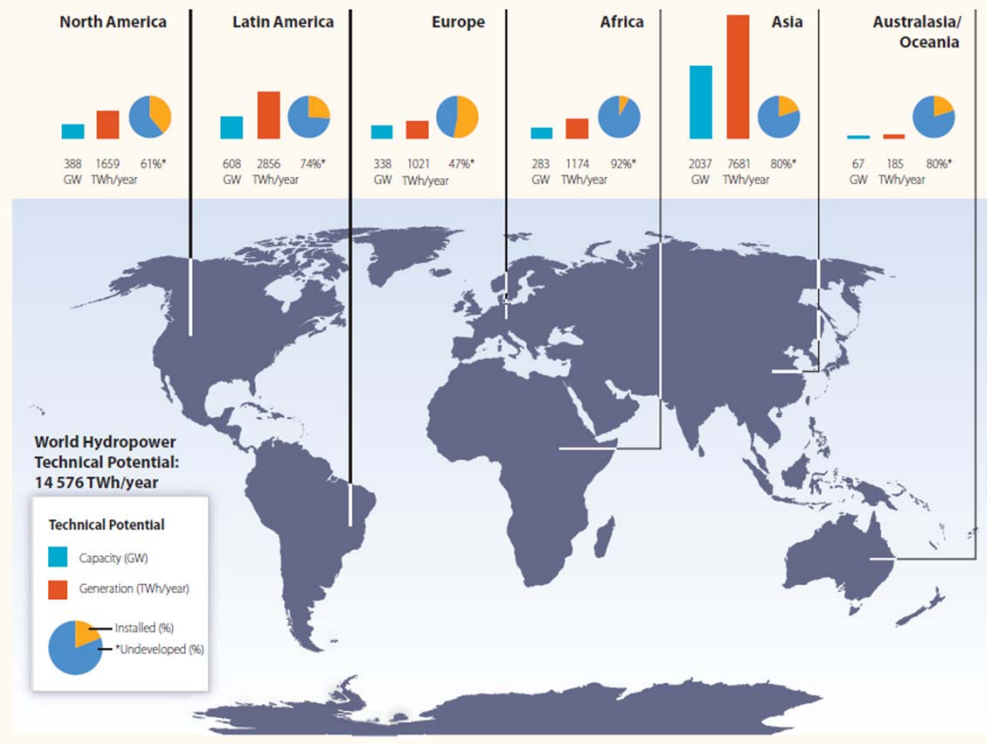 North America
Latin America
Europe
Africa
Asia
Australasia/
Oceania
388 1659 61%*
GW TWh/year
608 2856 74%*
GW TWh/year
338 1021 47%*
GW TWh/year
283 1174 92%*
GW TWh/year
2037 7681 80%*
GW TWh/year
67 185 80%*
GW TWh/year
World Hydropower
Technical Potential:
14 576 TWh/year
Technical Potential
Capacity (GW)
Generation (TWh/year)
Installed (%)
*Undeveloped (%)